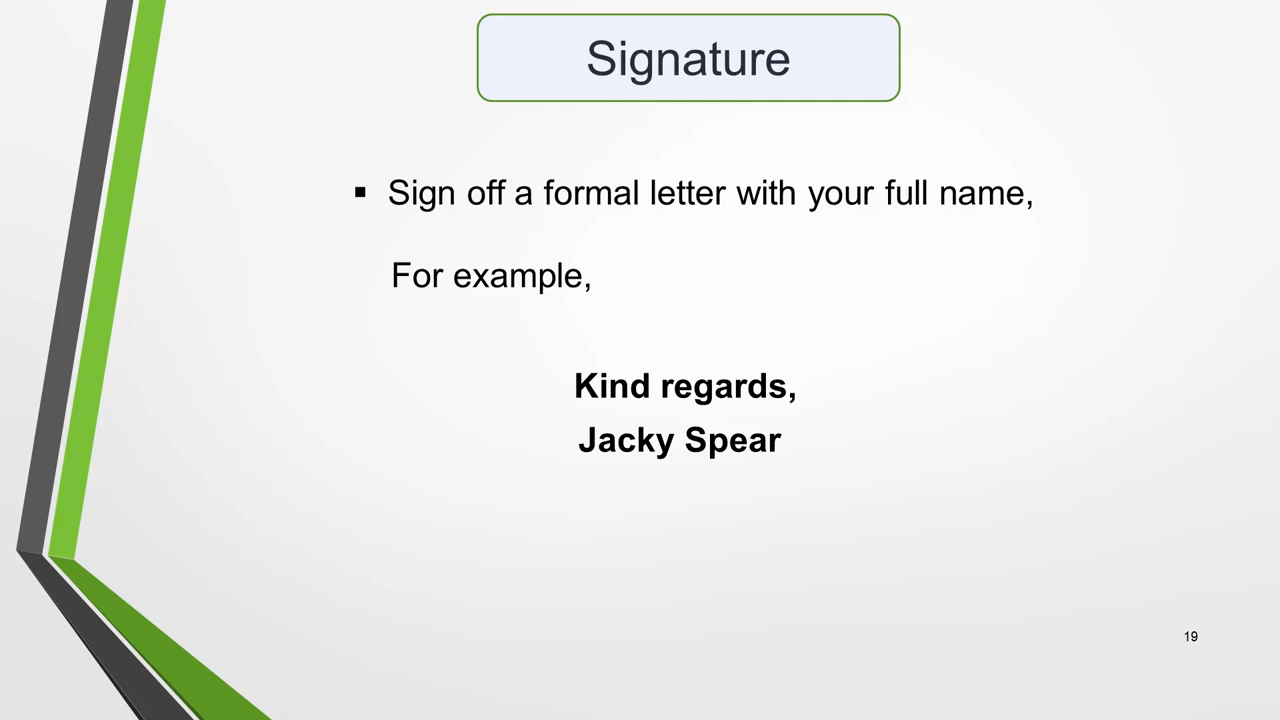 Signature
▪ Sign off a formal letter with your full name,
For example,
Kind regards,
Jacky Spear
19